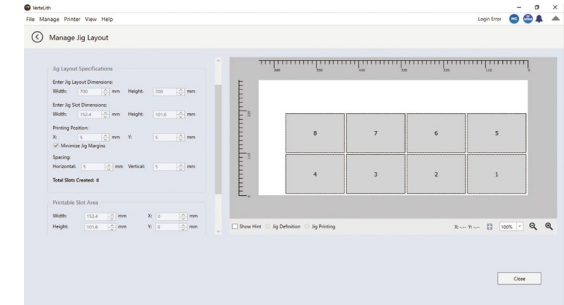 VersoLith
File Manage Printer View Help
Login Error
Manage Jig Layout
Jig Layout Specifications
Enter Jig Layout Dimensions:
Width: 700 mm Height: 300 mm
Enter Jig Slot Dimensions:
Width: 152.4 mm Height: 101.6 mm
Printing Position:
X: 5 mm Y: 5 mm
Minimize Jig Margins
Spacing:
Horizontal: 5 mm Vertical: 5 mm
Total Slots Created: 8
Printable Slot Area
Width: 152.4 mm X: 0 mm
Height: 101.6 mm Y: 0 mm
8 7 6 5
4 3 2 1
Show Hint Jig Definition Jig Printing
X: -.-- Y: -.-- 100%
Close